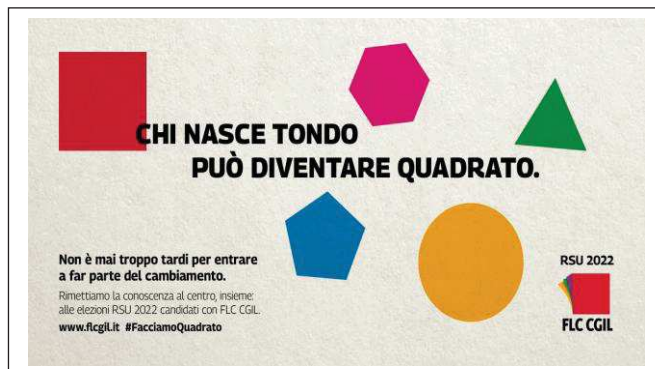 CHI NASCE TONDO
PUÒ DIVENTARE QUADRATO.
Non è mai troppo tardi per entrare
a far parte del cambiamento.
Rimettiamo la conoscenza al centro, insieme:
alle elezioni RSU 2022 candidati con FLC CGIL.
www.flcgil.it #FacciamoQuadrato
RSU 2022
FLC CGIL